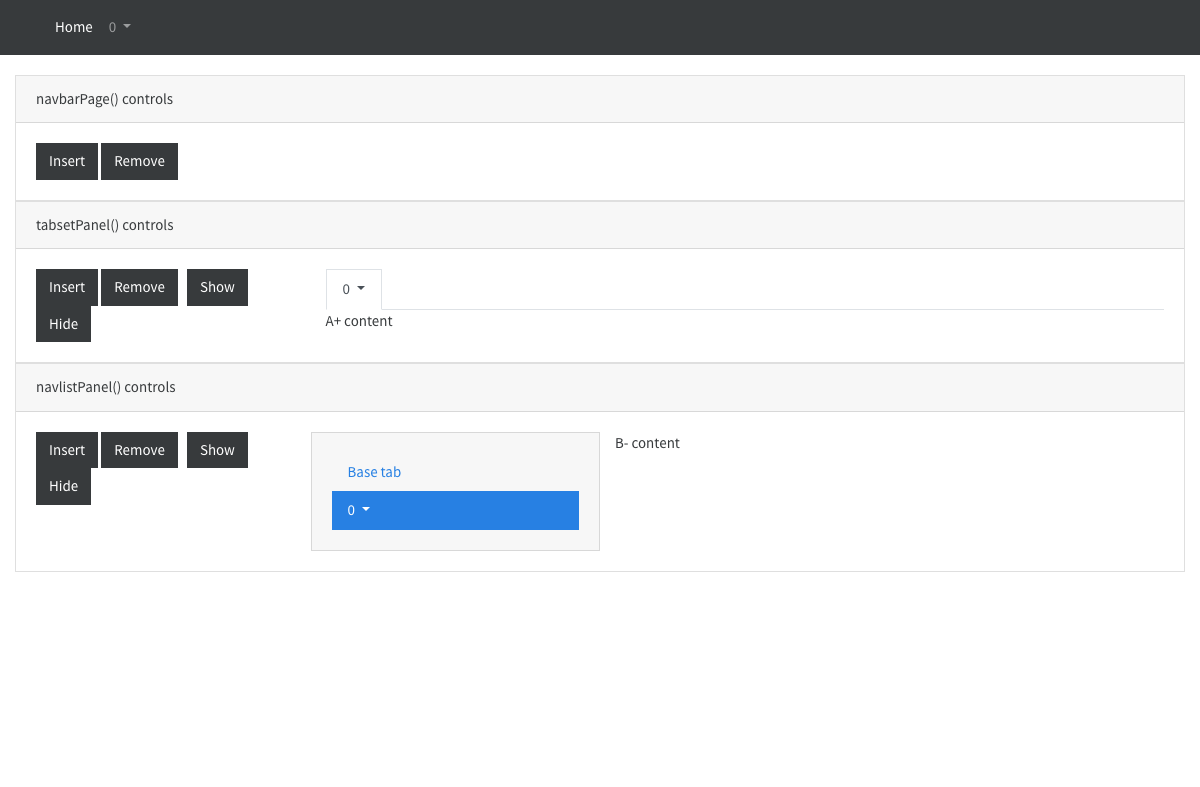 Home 0
navbarPage() controls
Insert Remove
tabsetPanel() controls
Insert Remove Show
Hide
0
A+ content
navlistPanel() controls
Insert Remove Show
Hide
Base tab
0
B- content